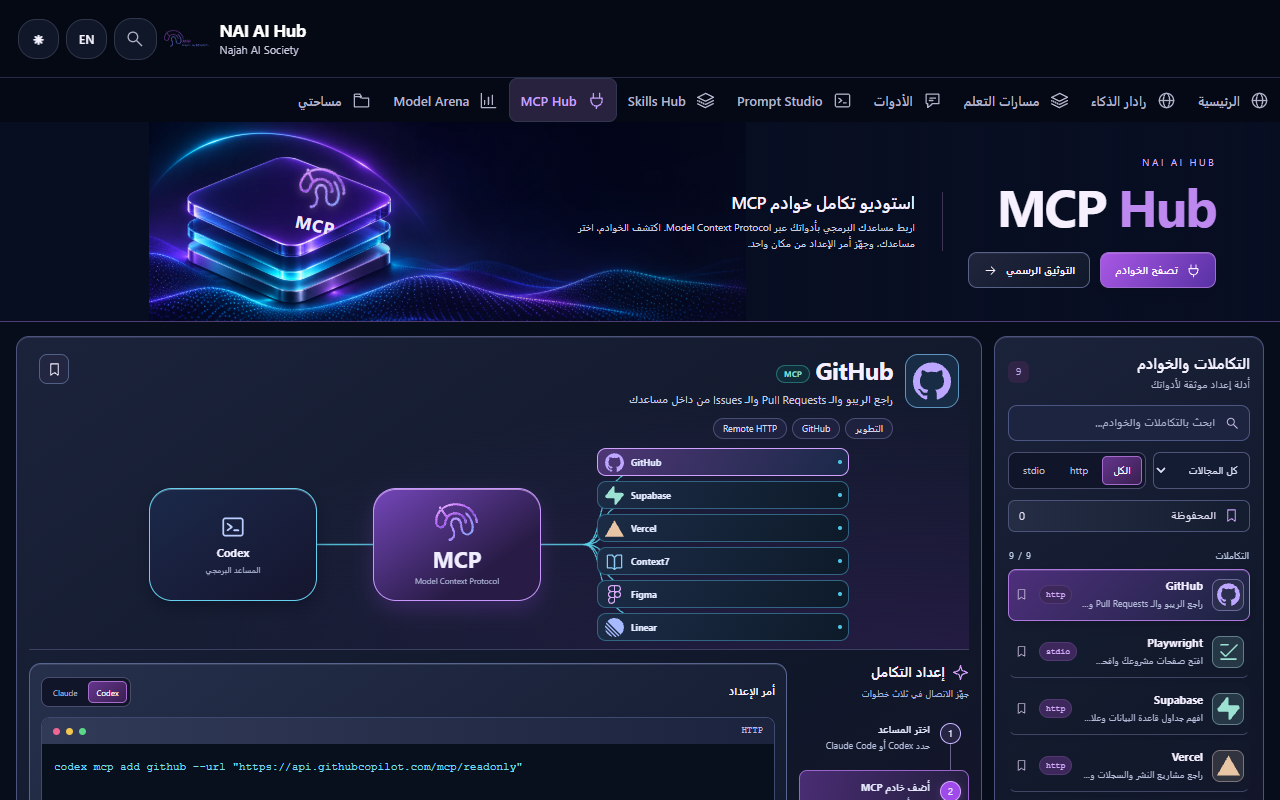 NAI AI Hub
Najah AI Society
EN
الرئيسية
رادار الذكاء
مسارات التعلم
الأدوات
Prompt Studio
Skills Hub
MCP Hub
Model Arena
مساحتي
NAI AI HUB
MCP Hub
تصفح الخوادم
التوثيق الرسمي
استوديو تكامل خوادم MCP
اربط مساعدك البرمجي بأدواتك عبر Model Context Protocol. اكتشف الخوادم، اختر
مساعدك، وجهّز أمر الإعداد من مكان واحد.
MCP
التكاملات والخوادم
9
أدلة إعداد موثقة لأدواتك
ابحث بالتكاملات والخوادم...
كل المجالات
الكل
http
stdio
المحفوظة
0
التكاملات
9 / 9
GitHub
http
راجع الريبو والـ Pull Requests و...
Playwright
stdio
افتح صفحات مشروعك وافحـ...
Supabase
http
افهم جداول قاعدة البيانات وعلا...
Vercel
http
راجع مشاريع النشر والسجلات و...
GitHub
MCP
راجع الريبو والـ Pull Requests والـ Issues من داخل مساعدك
التطوير
GitHub
Remote HTTP
GitHub
Supabase
Vercel
Context7
Figma
Linear
MCP
Model Context Protocol
Codex
المساعد البرمجي
إعداد التكامل
جهّز الاتصال في ثلاث خطوات
1
اختر المساعد
حدد Codex أو Claude Code
2
أضف خادم MCP
أمر الإعداد
Codex
Claude
HTTP
codex mcp add github --url "https://api.githubcopilot.com/mcp/readonly"